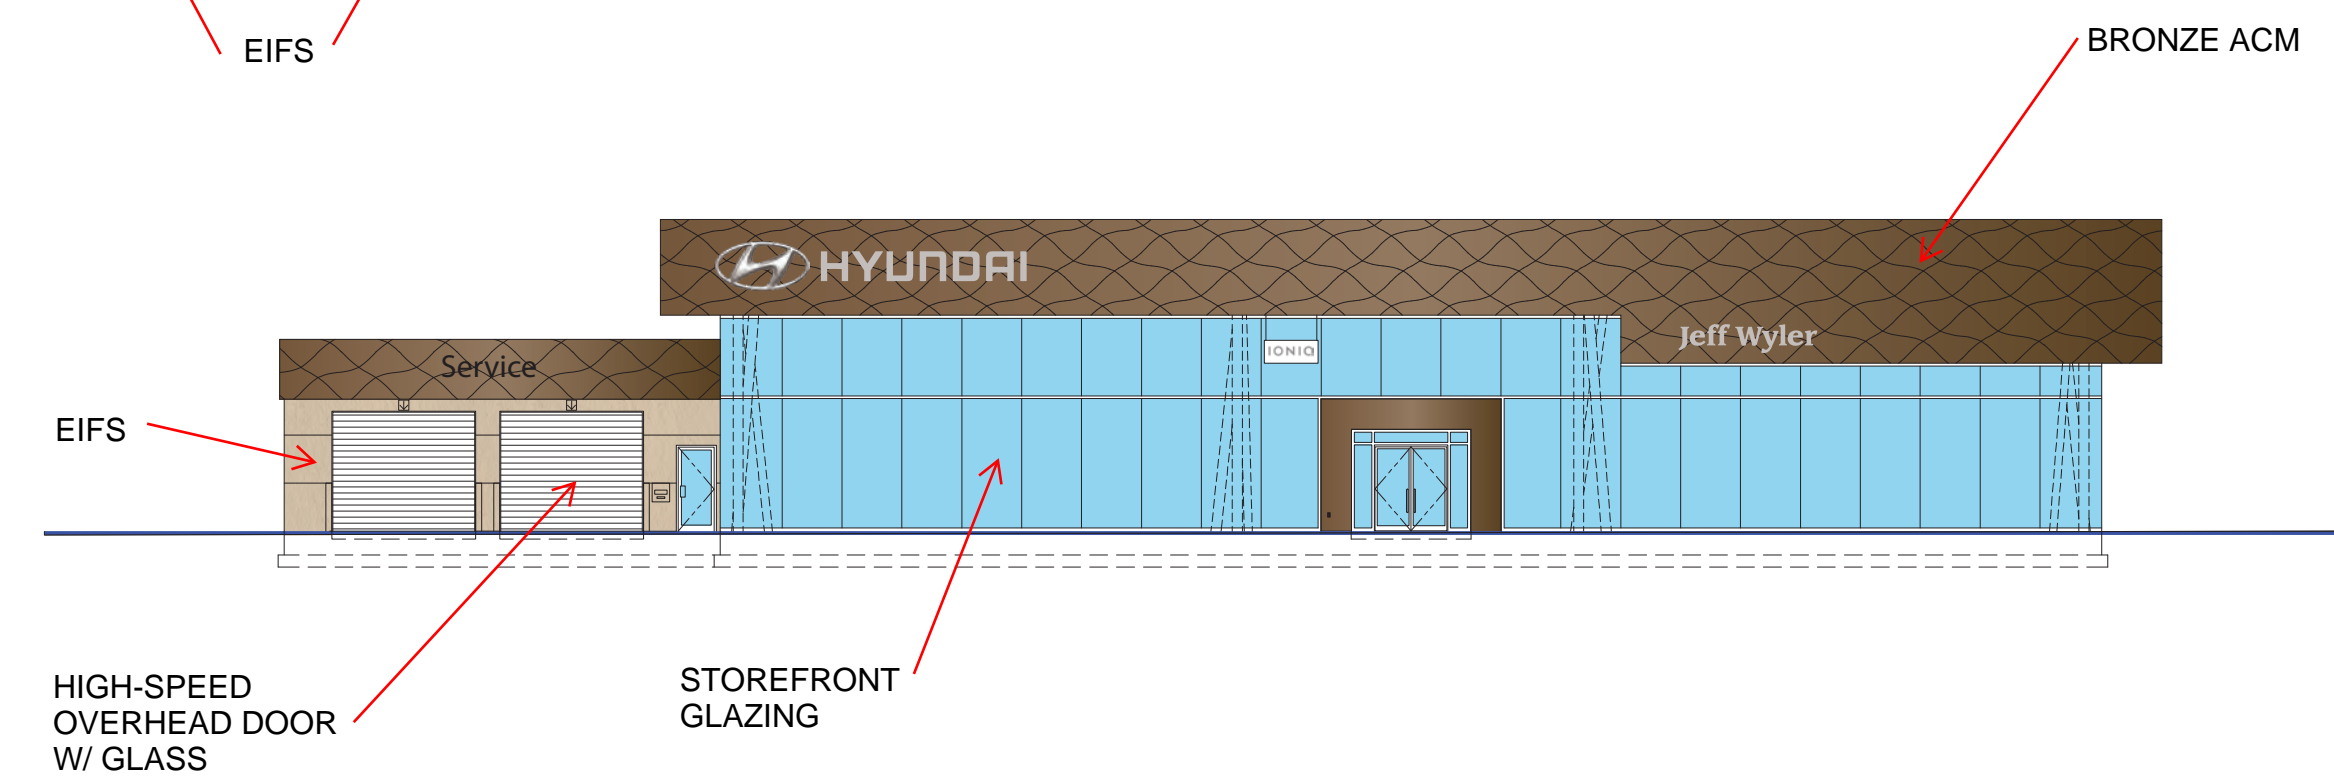 EIFS
BRONZE ACM
HYUNDAI
Jeff Wyler
IONIQ
Service
EIFS
HIGH-SPEED
OVERHEAD DOOR
W/ GLASS
STOREFRONT
GLAZING